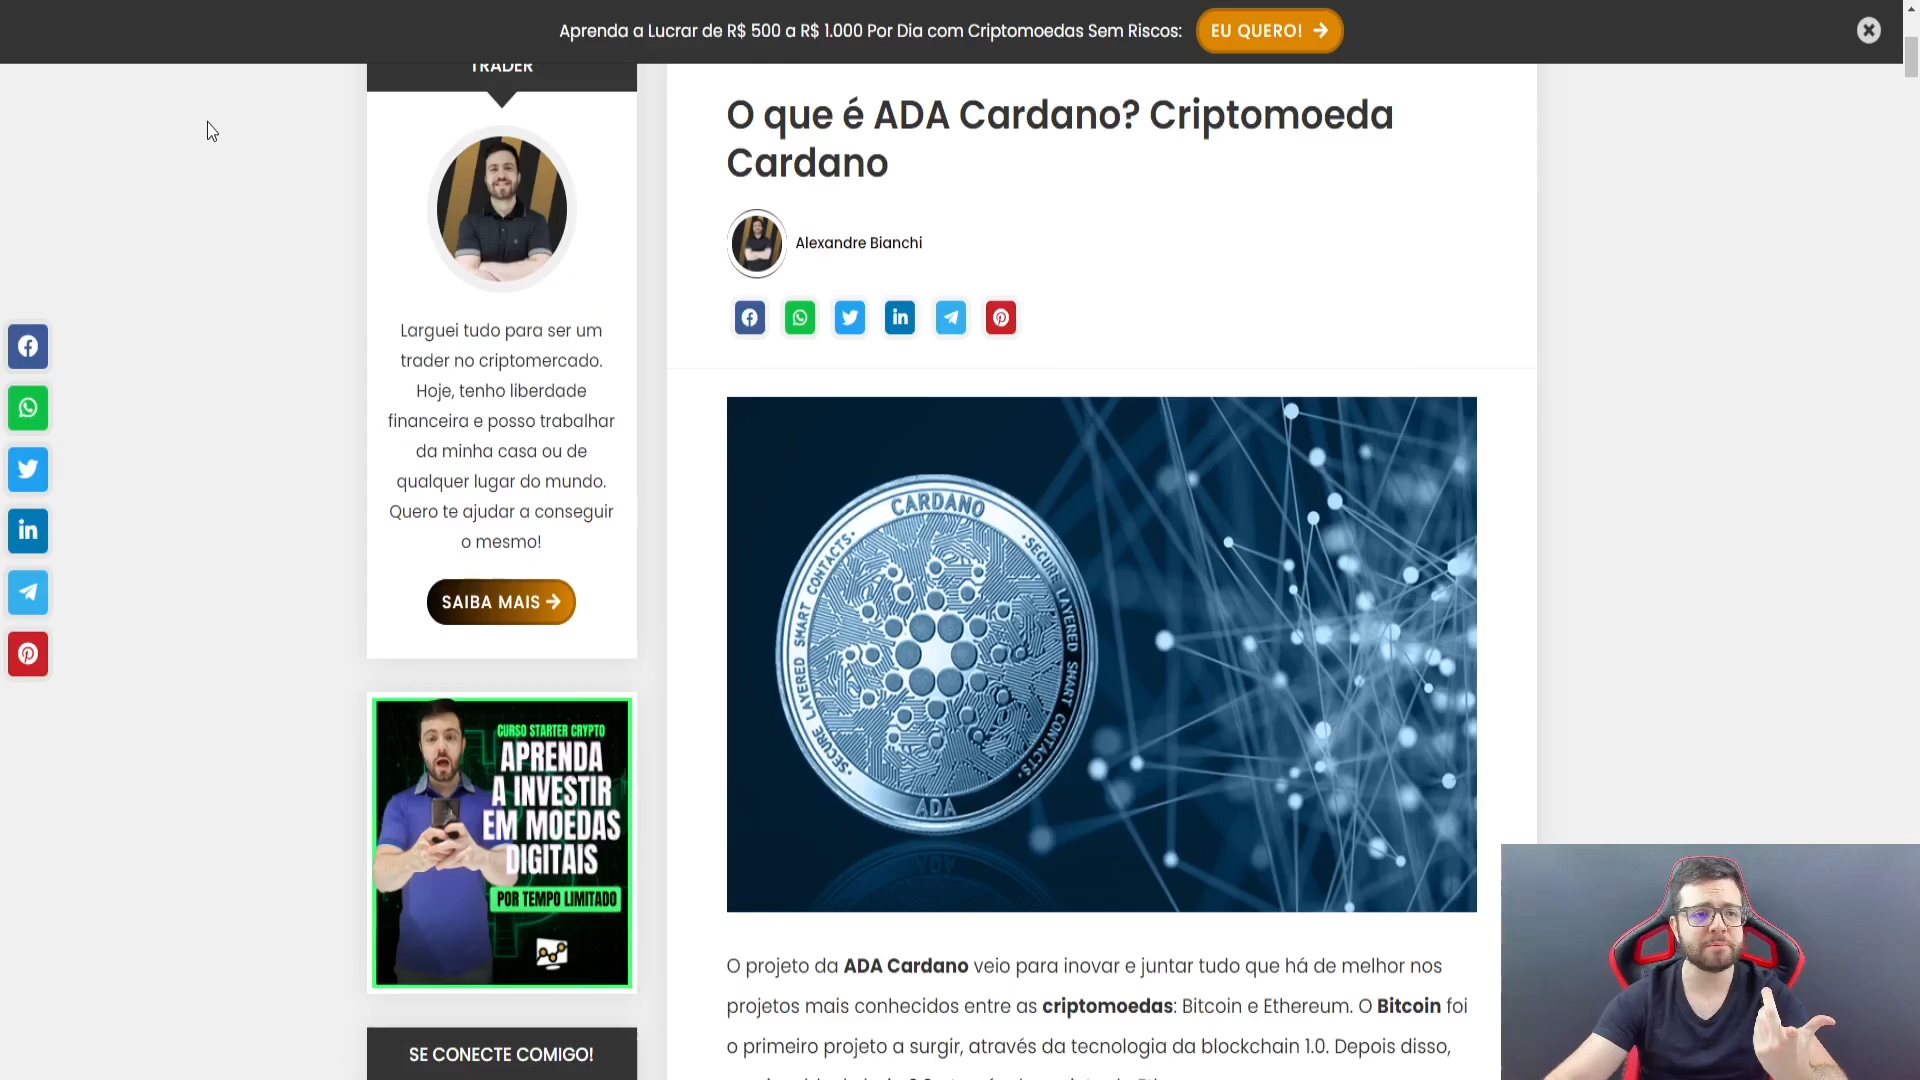 Aprenda a Lucrar de R$ 500 a R$ 1.000 Por Dia com Criptomoedas Sem Riscos:
EU QUERO!
TRADER
Larguei tudo para ser um
trader no criptomercado.
Hoje, tenho liberdade
financeira e posso trabalhar
da minha casa ou de
qualquer lugar do mundo.
Quero te ajudar a conseguir
o mesmo!
SAIBA MAIS
CURSO STARTER CRYPTO
APRENDA
A INVESTIR
EM MOEDAS
DIGITAIS
POR TEMPO LIMITADO
SE CONECTE COMIGO!
O que é ADA Cardano? Criptomoeda
Cardano
Alexandre Bianchi
CARDANO
SECURE LAYERED SMART CONTACTS
SECURE LAYERED SMART CONTACTS
ADA
O projeto da ADA Cardano veio para inovar e juntar tudo que há de melhor nos
projetos mais conhecidos entre as criptomoedas: Bitcoin e Ethereum. O Bitcoin foi
o primeiro projeto a surgir, através da tecnologia da blockchain 1.0. Depois disso,